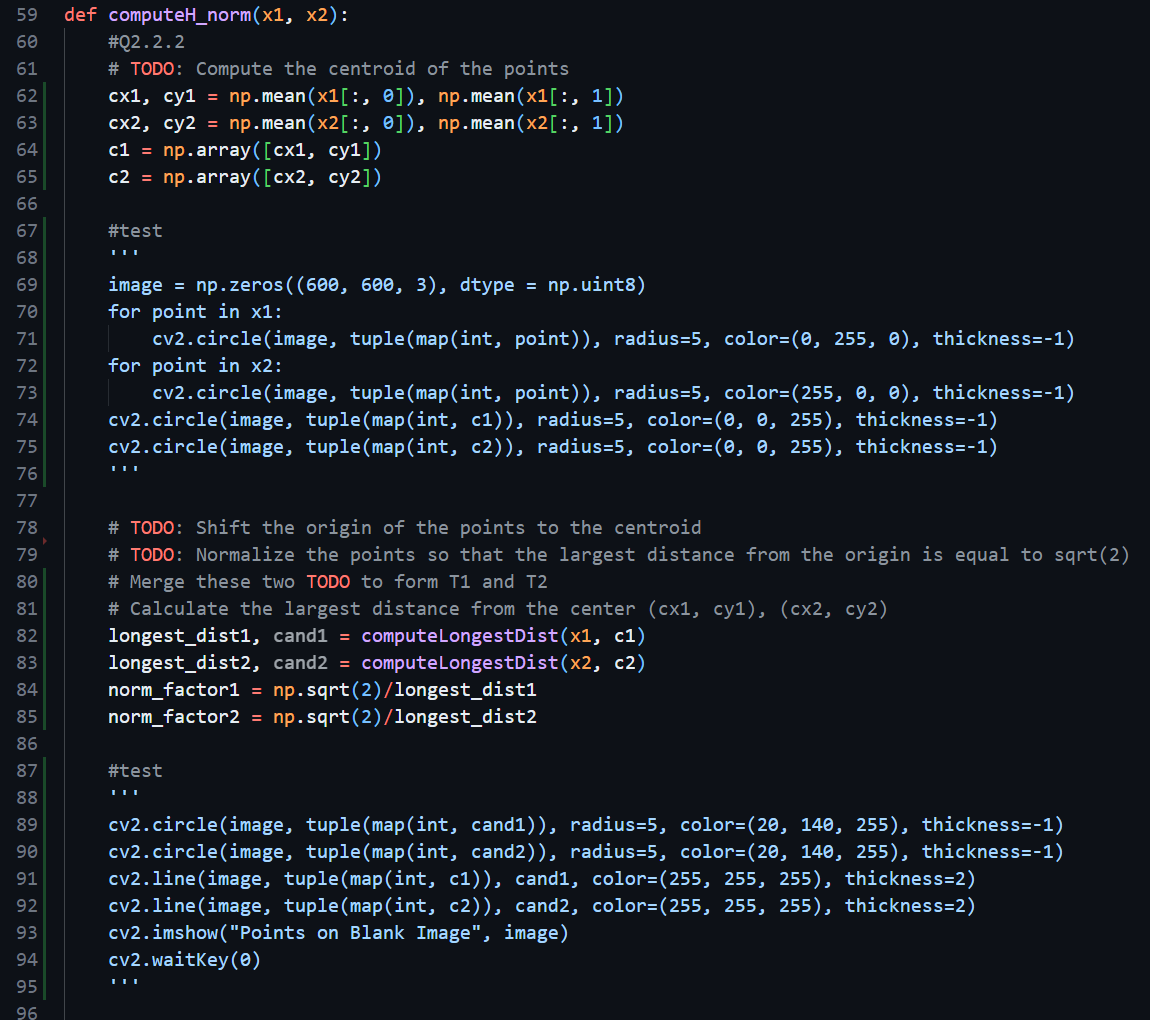 59 def computeH_norm(x1, x2):
60     #Q2.2.2
61     # TODO: Compute the centroid of the points
62     cx1, cy1 = np.mean(x1[:, 0]), np.mean(x1[:, 1])
63     cx2, cy2 = np.mean(x2[:, 0]), np.mean(x2[:, 1])
64     c1 = np.array([cx1, cy1])
65     c2 = np.array([cx2, cy2])
66
67     #test
68     '''
69     image = np.zeros((600, 600, 3), dtype = np.uint8)
70     for point in x1:
71         cv2.circle(image, tuple(map(int, point)), radius=5, color=(0, 255, 0), thickness=-1)
72     for point in x2:
73         cv2.circle(image, tuple(map(int, point)), radius=5, color=(255, 0, 0), thickness=-1)
74     cv2.circle(image, tuple(map(int, c1)), radius=5, color=(0, 0, 255), thickness=-1)
75     cv2.circle(image, tuple(map(int, c2)), radius=5, color=(0, 0, 255), thickness=-1)
76     '''
77
78     # TODO: Shift the origin of the points to the centroid
79     # TODO: Normalize the points so that the largest distance from the origin is equal to sqrt(2)
80     # Merge these two TODO to form T1 and T2
81     # Calculate the largest distance from the center (cx1, cy1), (cx2, cy2)
82     longest_dist1, cand1 = computeLongestDist(x1, c1)
83     longest_dist2, cand2 = computeLongestDist(x2, c2)
84     norm_factor1 = np.sqrt(2)/longest_dist1
85     norm_factor2 = np.sqrt(2)/longest_dist2
86
87     #test
88     '''
89     cv2.circle(image, tuple(map(int, cand1)), radius=5, color=(20, 140, 255), thickness=-1)
90     cv2.circle(image, tuple(map(int, cand2)), radius=5, color=(20, 140, 255), thickness=-1)
91     cv2.line(image, tuple(map(int, c1)), cand1, color=(255, 255, 255), thickness=2)
92     cv2.line(image, tuple(map(int, c2)), cand2, color=(255, 255, 255), thickness=2)
93     cv2.imshow("Points on Blank Image", image)
94     cv2.waitKey(0)
95     '''
96